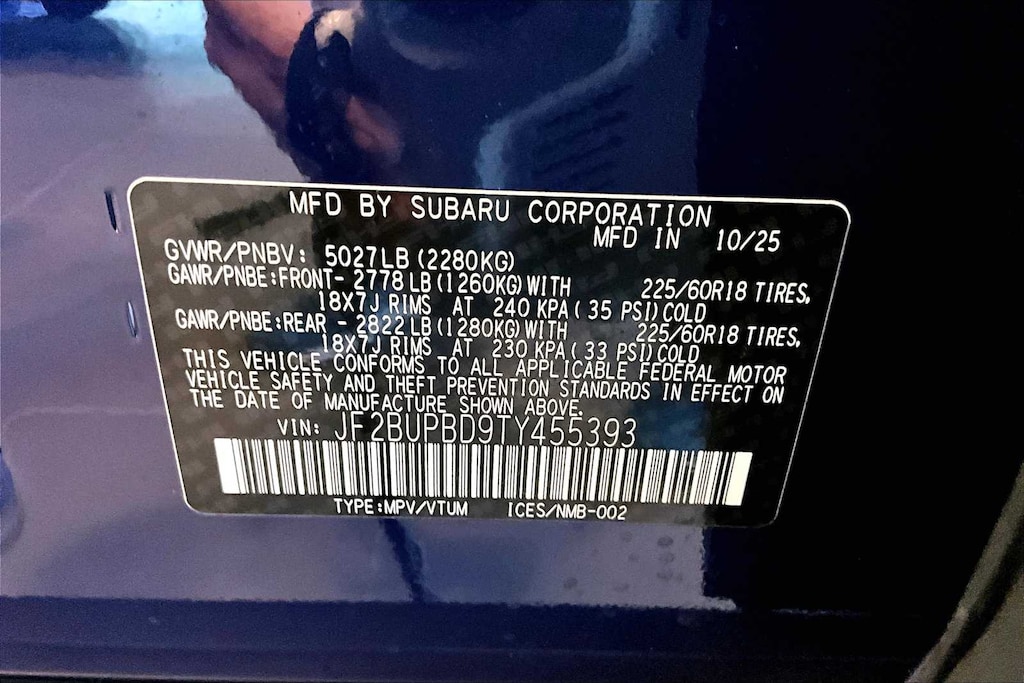 MFD BY SUBARU CORPORATION
MFD IN 10/25
GVWR/PNBV: 5027LB (2280KG)
GAWR/PNBE:FRONT- 2778 LB (1260KG) WITH 225/60R18 TIRES,
18X7J RIMS AT 240 KPA ( 35 PSI) COLD
GAWR/PNBE:REAR - 2822 LB (1280KG) WITH 225/60R18 TIRES,
18X7J RIMS AT 230 KPA ( 33 PSI) COLD
THIS VEHICLE CONFORMS TO ALL APPLICABLE FEDERAL MOTOR
VEHICLE SAFETY AND THEFT PREVENTION STANDARDS IN EFFECT ON
THE DATE OF MANUFACTURE SHOWN ABOVE.
VIN: JF2BUPBD9TY455393
TYPE:MPV/VTUM ICES/NMB-002